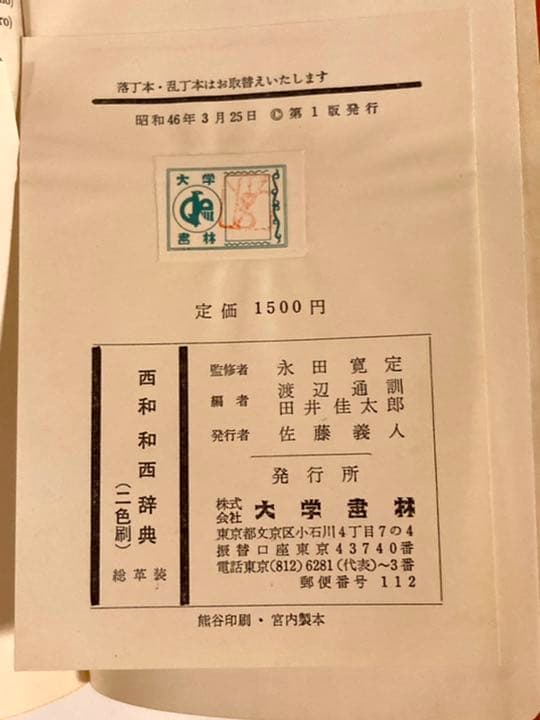 落丁本・乱丁本はお取替えいたします
昭和46年3月25日 ©第1版発行
大学
書林
定価 1500円
西和和西辞典
(二色刷)
総革装
監修者 永田寛定
編者 渡辺通訓
田井佳太郎
発行者 佐藤義人
発行所
株式会社 大学書林
東京都文京区小石川4丁目7の4
振替口座東京43740番
電話東京(812)6281(代表)~3番
郵便番号 112
熊谷印刷・宮内製本